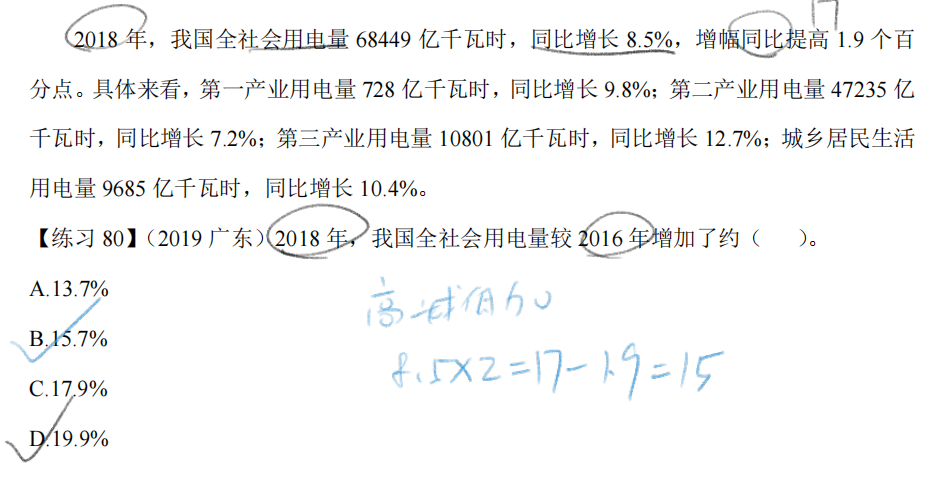 2018 年，我国全社会用电量 68449 亿千瓦时，同比增长 8.5%，增幅同比提高 1.9 个百
分点。具体来看，第一产业用电量 728 亿千瓦时，同比增长 9.8%；第二产业用电量 47235 亿
千瓦时，同比增长 7.2%；第三产业用电量 10801 亿千瓦时，同比增长 12.7%；城乡居民生活
用电量 9685 亿千瓦时，同比增长 10.4%。
【练习 80】（2019 广东）2018 年，我国全社会用电量较 2016 年增加了约（ ）。
A.13.7%
高减低加
B.15.7%
8.5×2=17-1.9=15
C.17.9%
D.19.9%